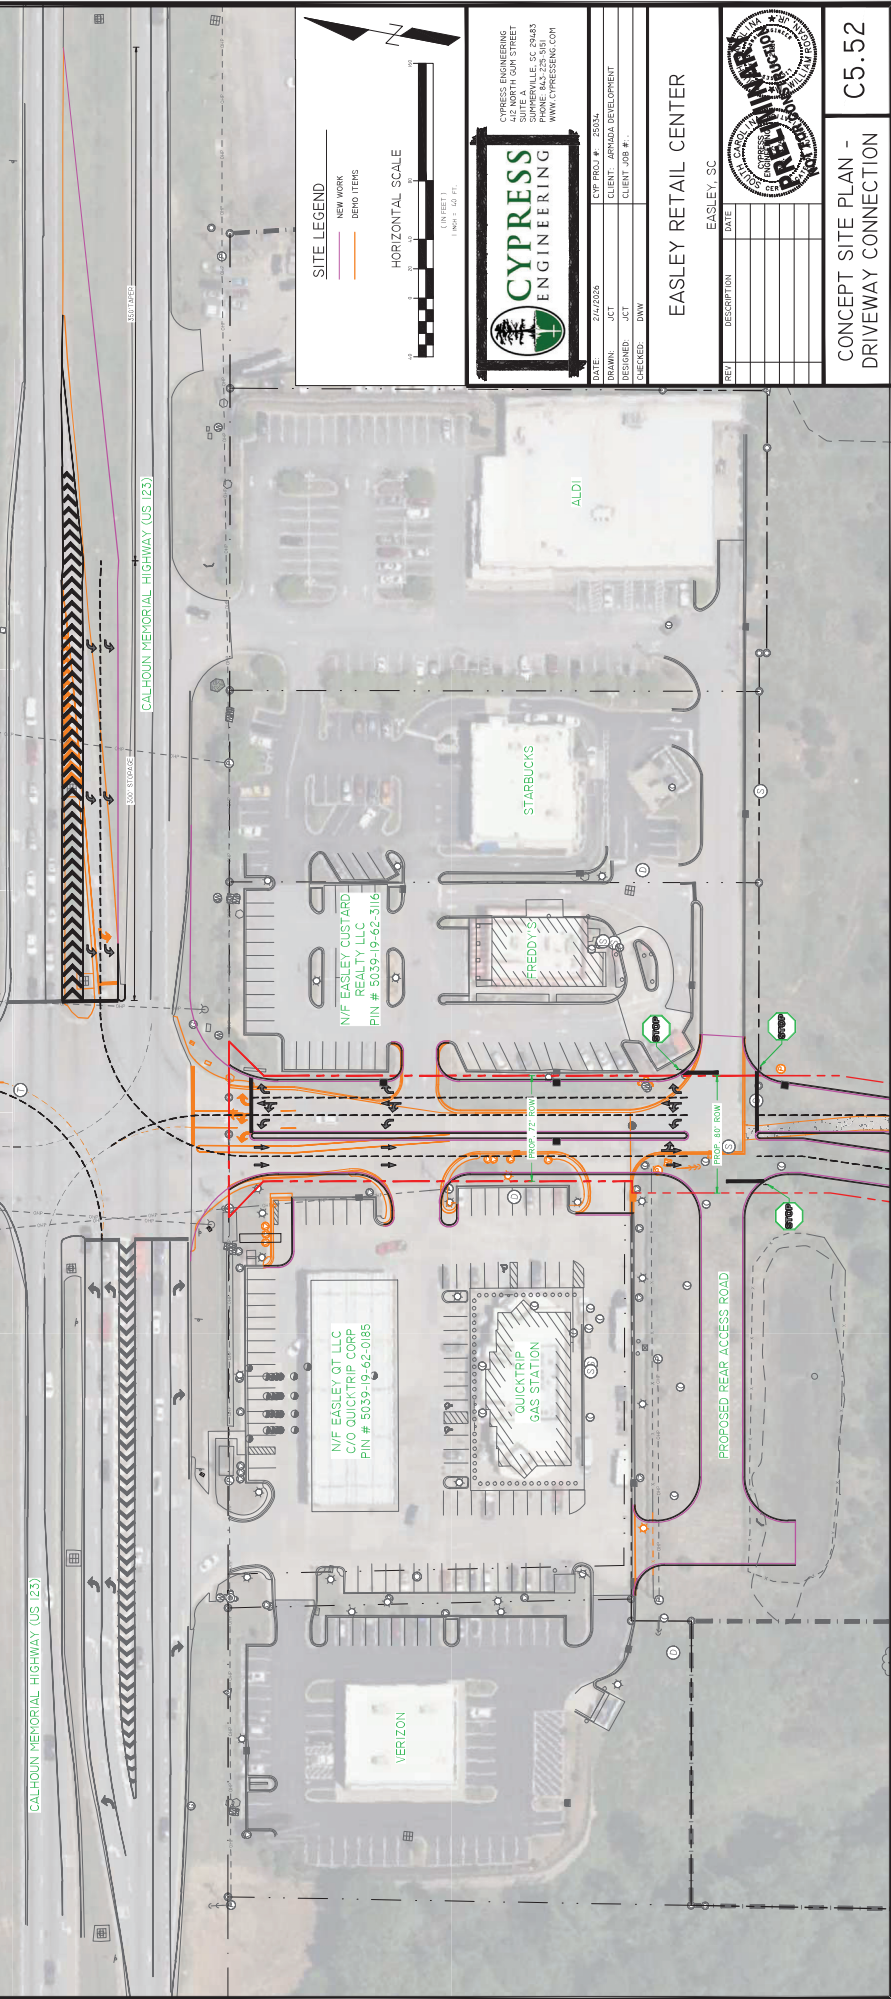 SITE LEGEND
NEW WORK
DEMO ITEMS
HORIZONTAL SCALE
( IN FEET )
1 INCH = 40 FT.
CYPRESS
ENGINEERING
CYPRESS ENGINEERING
412 NORTH GUM STREET
SUITE A
SUMMERVILLE, SC 29483
PHONE: 843-225-5151
WWW.CYPRESSENG.COM
DATE: 2/4/2026
CYP PROJ #: 25034
DRAWN: JCT
CLIENT: ARMADA DEVELOPMENT
DESIGNED: JCT
CLIENT JOB #: .
CHECKED: DWW
EASLEY RETAIL CENTER
EASLEY, SC
REV
DESCRIPTION
DATE
PRELIMINARY
NOT FOR CONSTRUCTION
CONCEPT SITE PLAN -
DRIVEWAY CONNECTION
C5.52
CALHOUN MEMORIAL HIGHWAY (US 123)
CALHOUN MEMORIAL HIGHWAY (US 123)
350' TAPER
300' STORAGE
ALDI
STARBUCKS
N/F EASLEY CUSTARD
REALTY LLC
PIN # 5039-19-62-3116
FREDDY'S
STOP
STOP
STOP
PROP. 72' ROW
PROP. 80' ROW
N/F EASLEY QT LLC
C/O QUICKTRIP CORP
PIN # 5039-19-62-0185
QUICKTRIP
GAS STATION
PROPOSED REAR ACCESS ROAD
VERIZON